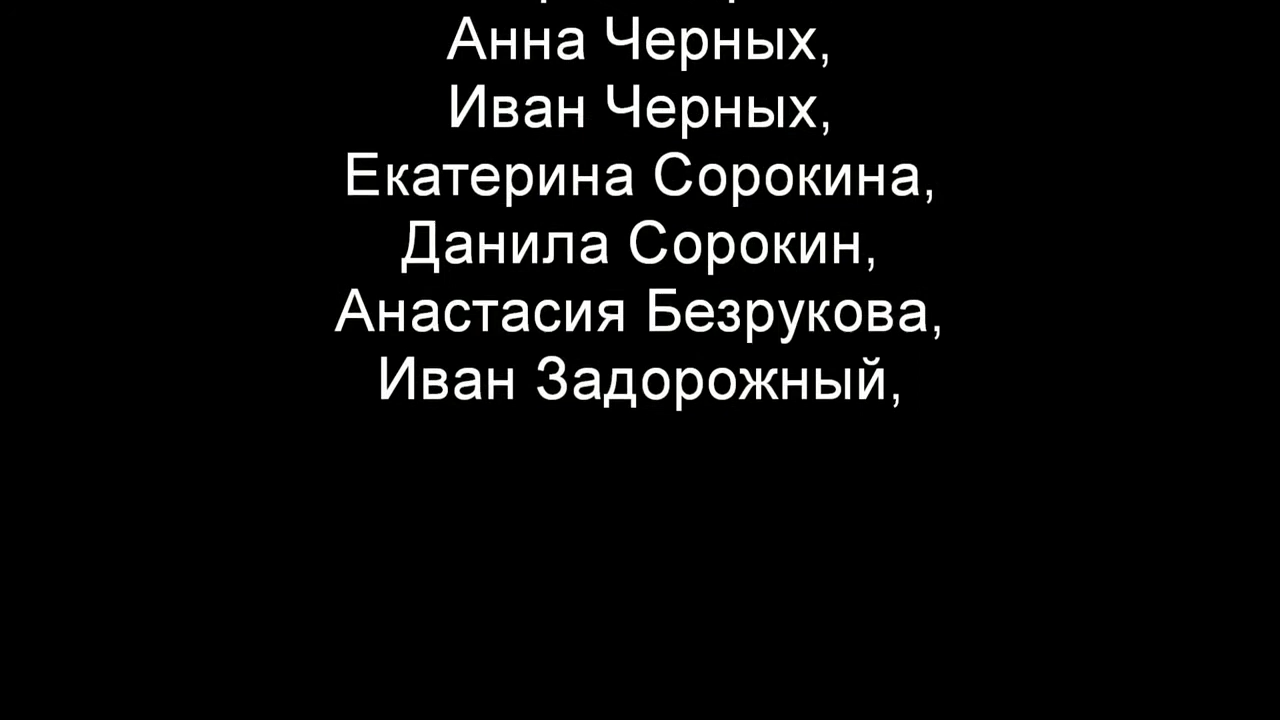 Анна Черных,
Иван Черных,
Екатерина Сорокина,
Данила Сорокин,
Анастасия Безрукова,
Иван Задорожный,